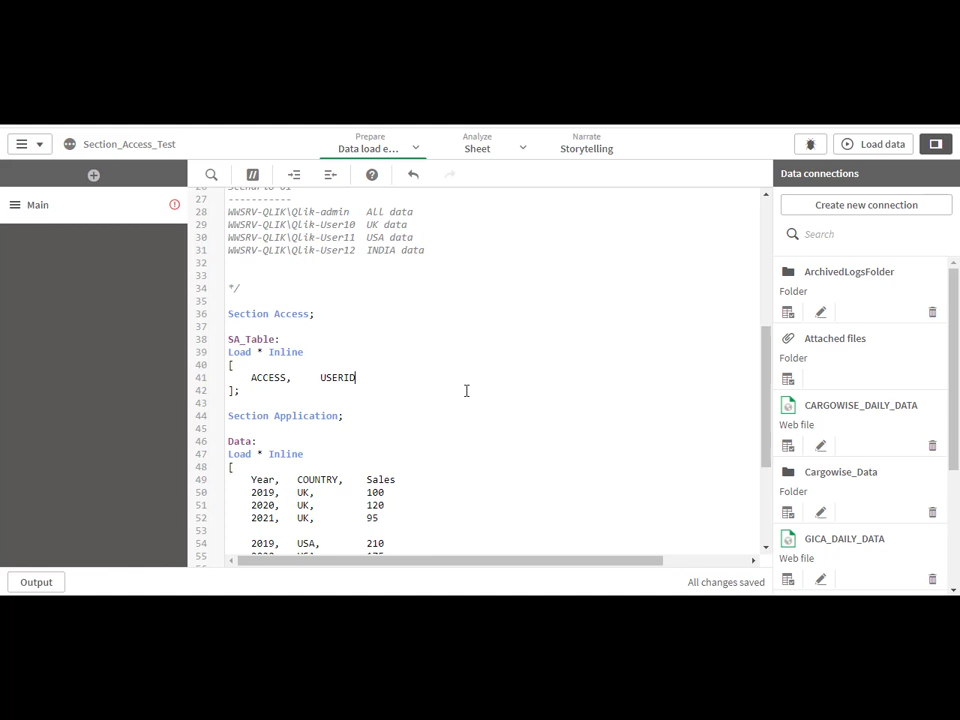 Prepare
Data load e...
Analyze
Sheet
Narrate
Storytelling
Section_Access_Test
Load data
Data connections
Main
Create new connection
Search
ArchivedLogsFolder
Folder
Attached files
Folder
CARGOWISE_DAILY_DATA
Web file
Cargowise_Data
Folder
GICA_DAILY_DATA
Web file
27 -----------
28 WWSRV-QLIK\Qlik-admin All data
29 WWSRV-QLIK\Qlik-User10 UK data
30 WWSRV-QLIK\Qlik-User11 USA data
31 WWSRV-QLIK\Qlik-User12 INDIA data
32
33
34 */
35
36 Section Access;
37
38 SA_Table:
39 Load * Inline
40 [
41 ACCESS, USERID
42 ];
43
44 Section Application;
45
46 Data:
47 Load * Inline
48 [
49 Year, COUNTRY, Sales
50 2019, UK, 100
51 2020, UK, 120
52 2021, UK, 95
53
54 2019, USA, 210
55
Output
All changes saved